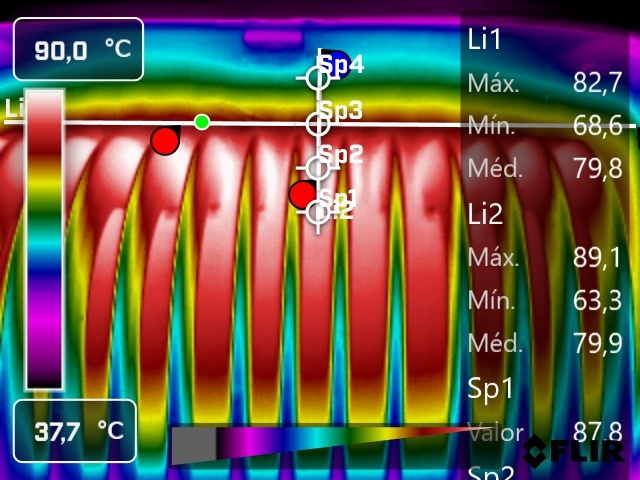 90,0 °C
Li
Sp4
Sp3
Sp2
Sp1
37,7 °C
Li1
Máx. 82,7
Mín. 68,6
Méd. 79,8
Li2
Máx. 89,1
Mín. 63,3
Méd. 79,9
Sp1
Valor 87,8
FLIR
Sp2